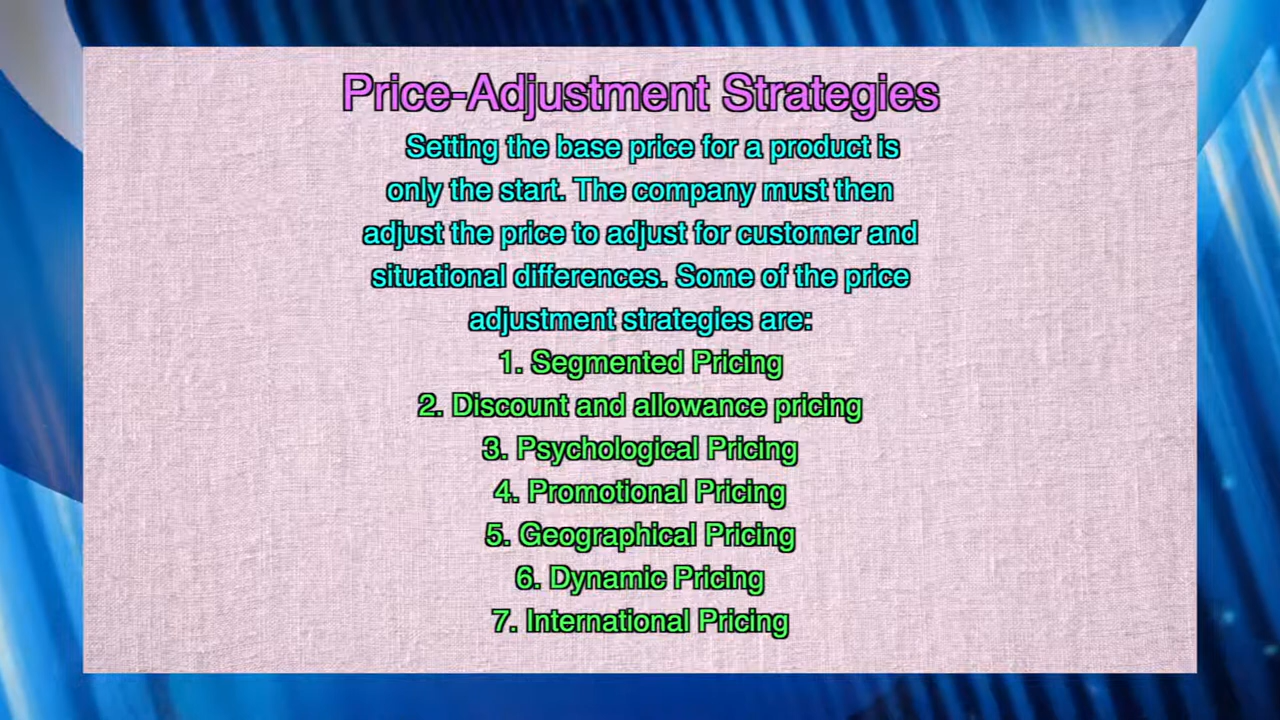 Price-Adjustment Strategies
Setting the base price for a product is
only the start. The company must then
adjust the price to adjust for customer and
situational differences. Some of the price
adjustment strategies are:
1. Segmented Pricing
2. Discount and allowance pricing
3. Psychological Pricing
4. Promotional Pricing
5. Geographical Pricing
6. Dynamic Pricing
7. International Pricing